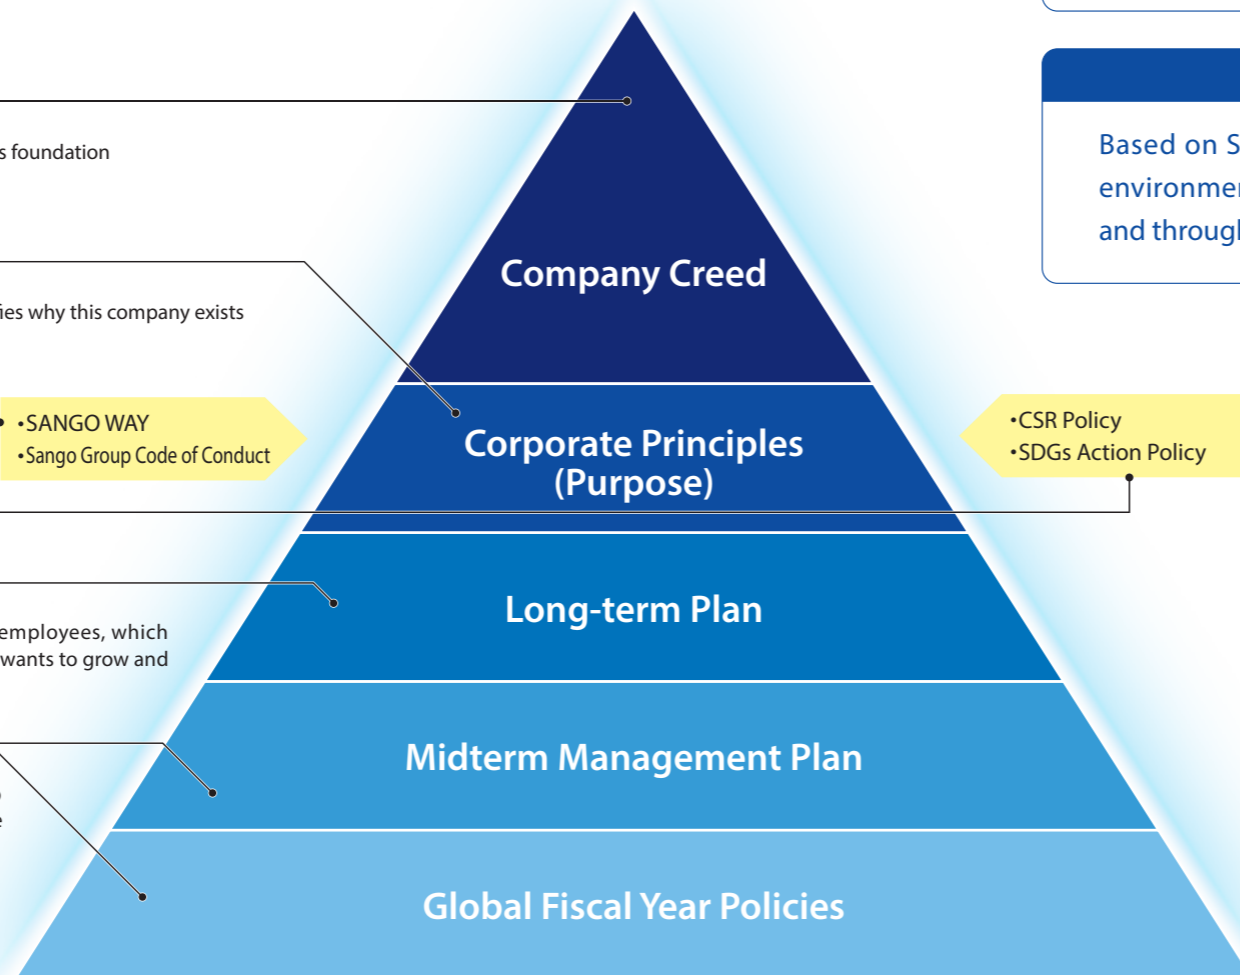 s foundation
Based on S
environme
and through
Company Creed
fies why this company exists
•SANGO WAY
•Sango Group Code of Conduct
Corporate Principles
(Purpose)
•CSR Policy
•SDGs Action Policy
Long-term Plan
employees, which
wants to grow and
Midterm Management Plan
Global Fiscal Year Policies